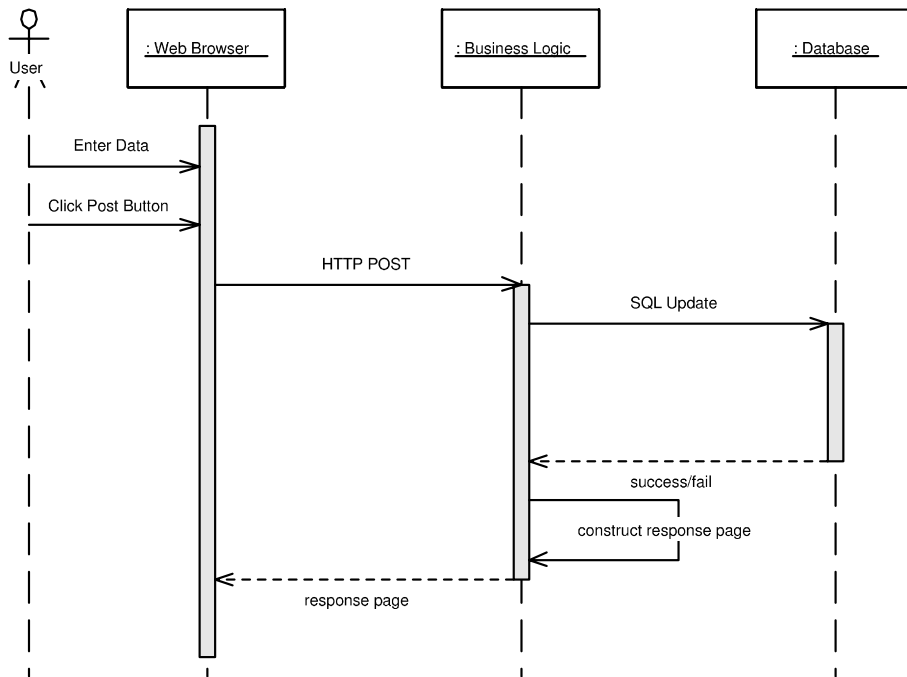 : Web Browser
: Business Logic
: Database
User
Enter Data
Click Post Button
HTTP POST
SQL Update
success/fail
construct response page
response page